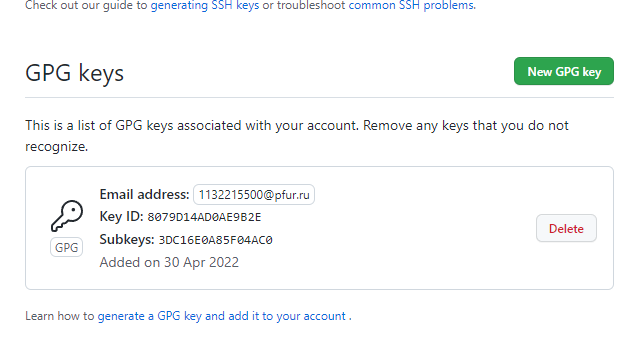 Check out our guide to generating SSH keys or troubleshoot common SSH problems.
GPG keys
New GPG key
This is a list of GPG keys associated with your account. Remove any keys that you do not
recognize.
Email address: 1132215500@pfur.ru
Key ID: 8079D14AD0AE9B2E
GPG
Subkeys: 3DC16E0A85F04AC0
Delete
Added on 30 Apr 2022
Learn how to generate a GPG key and add it to your account .